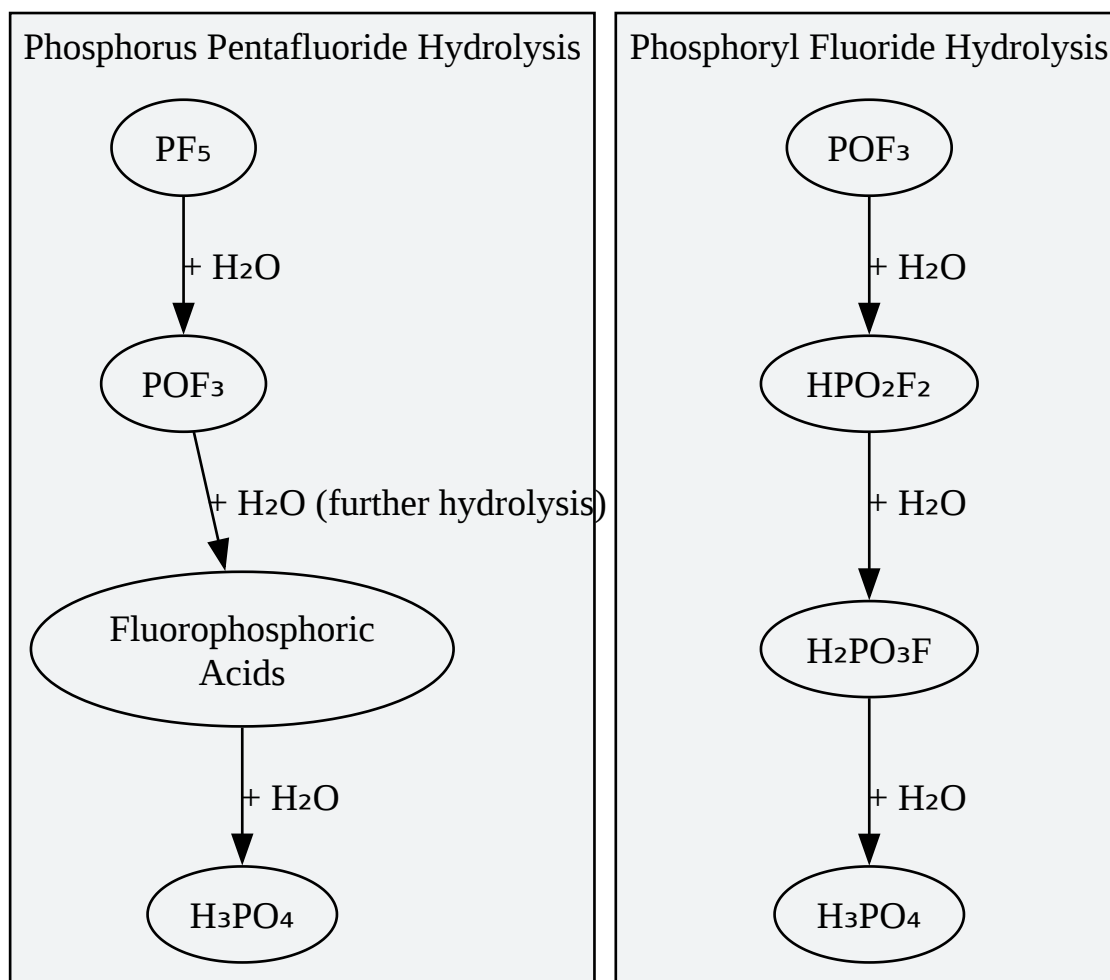 Phosphorus Pentafluoride Hydrolysis
PF₅
+ H₂O
POF₃
+ H₂O (further hydrolysis)
Fluorophosphoric
Acids
+ H₂O
H₃PO₄
Phosphoryl Fluoride Hydrolysis
POF₃
+ H₂O
HPO₂F₂
+ H₂O
H₂PO₃F
+ H₂O
H₃PO₄